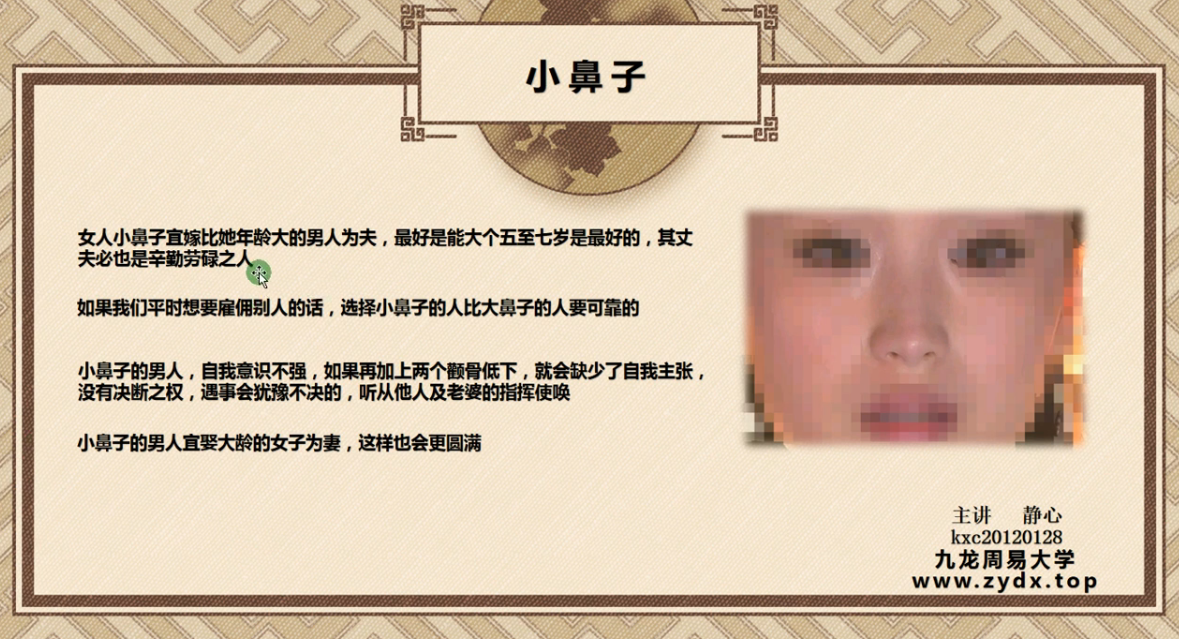 小鼻子
女人小鼻子宜嫁比她年龄大的男人为夫，最好是能大个五至七岁是最好的，其丈
夫必也是辛勤劳碌之人
如果我们平时想要雇佣别人的话，选择小鼻子的人比大鼻子的人要可靠的
小鼻子的男人，自我意识不强，如果再加上两个颧骨低下，就会缺少了自我主张，
没有决断之权，遇事会犹豫不决的，听从他人及老婆的指挥使唤
小鼻子的男人宜娶大龄的女子为妻，这样也会更圆满
主讲 静心
kxc20120128
九龙周易大学
www.zydx.top